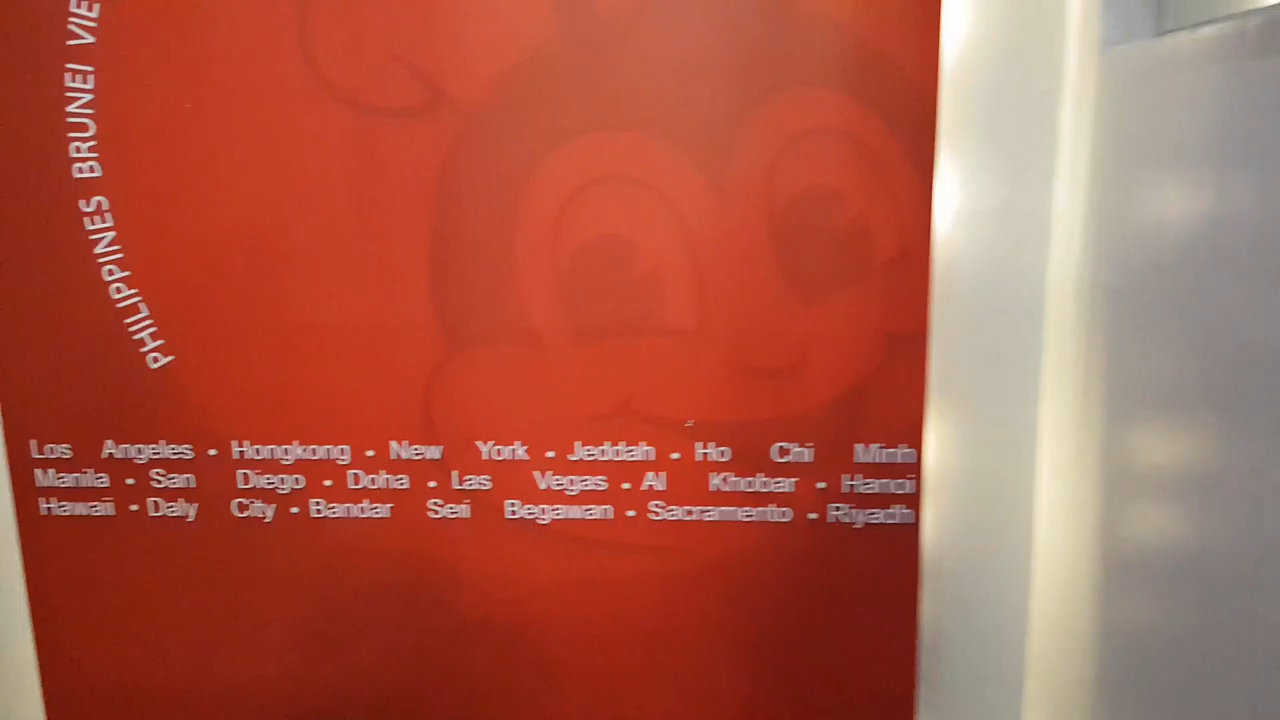 PHILIPPINES BRUNEI VIE
Los Angeles • Hongkong • New York • Jeddah • Ho Chi Minh
Manila • San Diego • Doha • Las Vegas • Al Khobar • Hanoi
Hawaii • Daly City • Bandar Seri Begawan • Sacramento • Riyadh